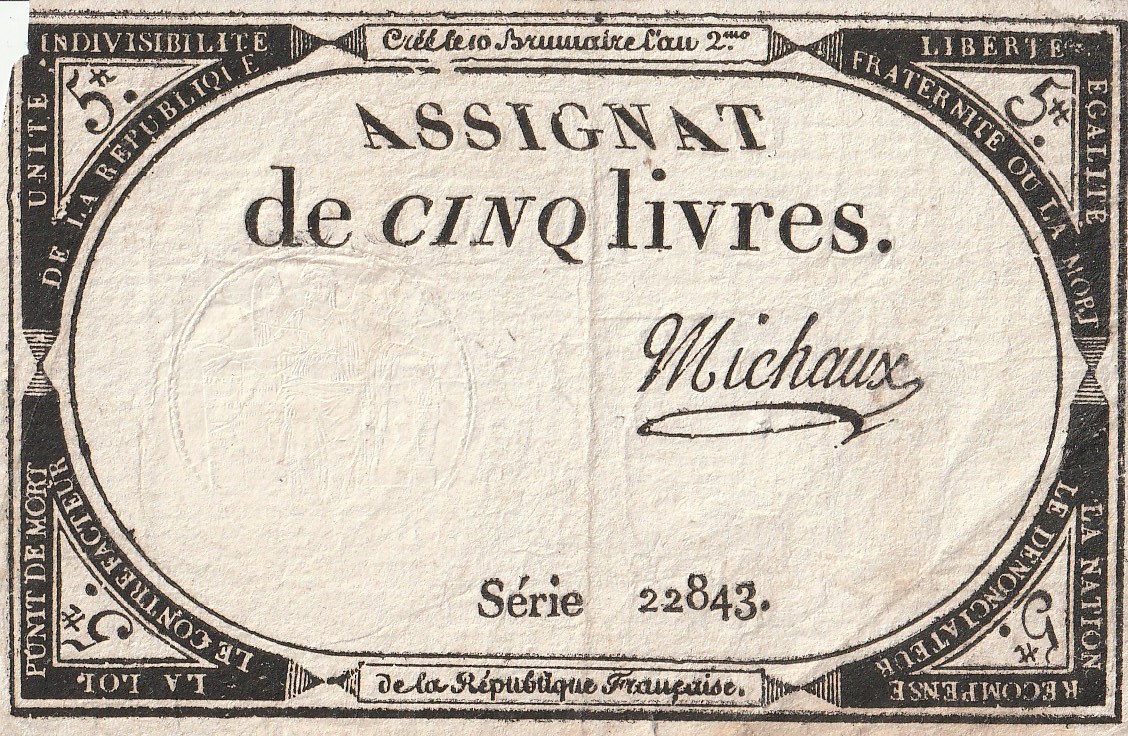 Créé le 10 Brumaire l'an 2.me
UNITE
INDIVISIBILITE
DE LA REPUBLIQUE
5#.
LIBERTE
EGALITE
FRATERNITE OU LA MORT
5#.
ASSIGNAT
de CINQ livres.
Michaux
Série 22843.
LA LOI
PUNIT DE MORT
LE CONTREFACTEUR
5#.
LA NATION
RECOMPENSE
LE DENONCIATEUR
5#.
de la République Française.